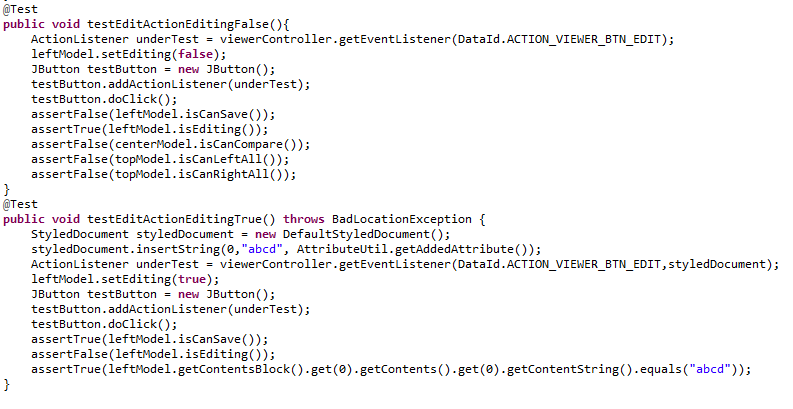 @Test
public void testEditActionEditingFalse(){
    ActionListener underTest = viewerController.getEventListener(DataId.ACTION_VIEWER_BTN_EDIT);
    leftModel.setEditing(false);
    JButton testButton = new JButton();
    testButton.addActionListener(underTest);
    testButton.doClick();
    assertFalse(leftModel.isCanSave());
    assertTrue(leftModel.isEditing());
    assertFalse(centerModel.isCanCompare());
    assertFalse(topModel.isCanLeftAll());
    assertFalse(topModel.isCanRightAll());
}
@Test
public void testEditActionEditingTrue() throws BadLocationException {
    StyledDocument styledDocument = new DefaultStyledDocument();
    styledDocument.insertString(0,"abcd", AttributeUtil.getAddedAttribute());
    ActionListener underTest = viewerController.getEventListener(DataId.ACTION_VIEWER_BTN_EDIT,styledDocument);
    leftModel.setEditing(true);
    JButton testButton = new JButton();
    testButton.addActionListener(underTest);
    testButton.doClick();
    assertTrue(leftModel.isCanSave());
    assertFalse(leftModel.isEditing());
    assertTrue(leftModel.getContentsBlock().get(0).getContents().get(0).getContentString().equals("abcd"));
}